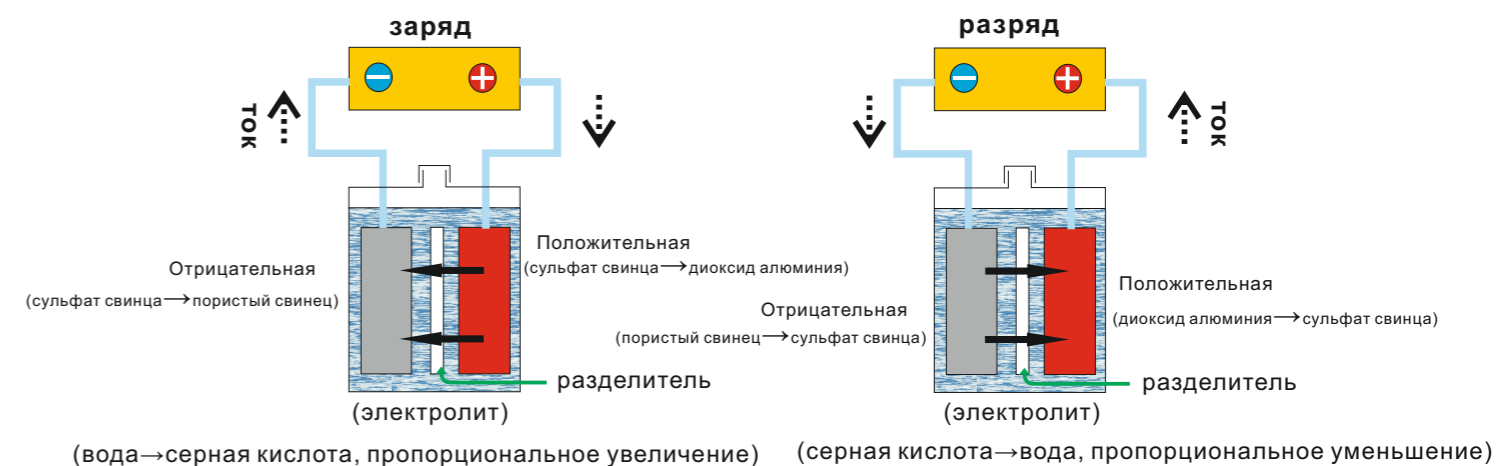 заряд
−
+
ток
Отрицательная
(сульфат свинца→пористый свинец)
Положительная
(сульфат свинца→диоксид алюминия)
разделитель
(электролит)
(вода→серная кислота, пропорциональное увеличение)
разряд
−
+
ток
Отрицательная
(пористый свинец→сульфат свинца)
Положительная
(диоксид алюминия→сульфат свинца)
разделитель
(электролит)
(серная кислота→вода, пропорциональное уменьшение)